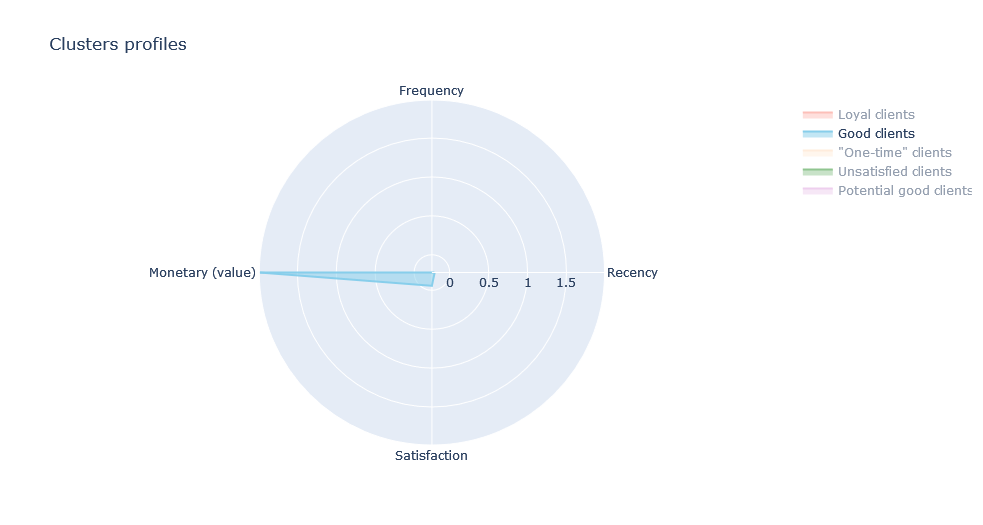 Clusters profiles
Frequency
Loyal clients
Good clients
"One-time" clients
Unsatisfied clients
Potential good clients
Monetary (value)
Recency
0 0.5 1 1.5
Satisfaction